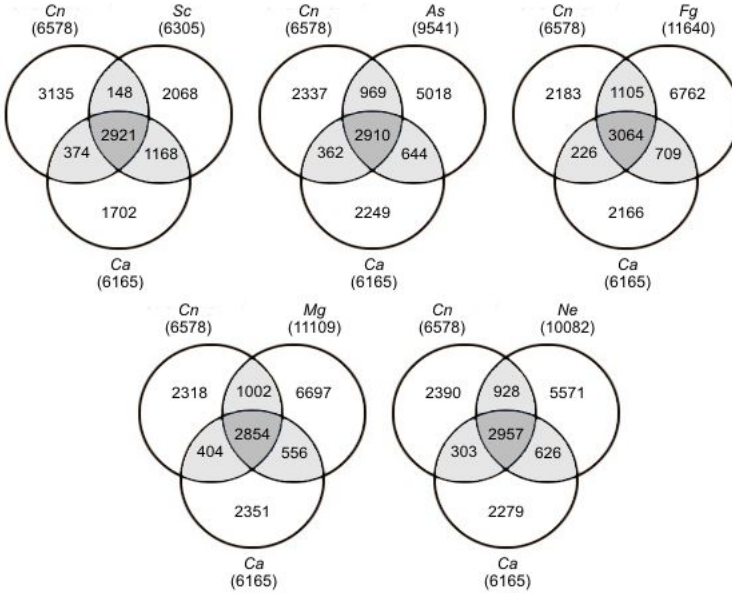 Cn Sc
(6578) (6305)
3135 148 2068
2921
374 1168
1702
Ca
(6165)
Cn As
(6578) (9541)
2337 969 5018
2910
362 644
2249
Ca
(6165)
Cn Fg
(6578) (11640)
2183 1105 6762
3064
226 709
2166
Ca
(6165)
Cn Mg
(6578) (11109)
2318 1002 6697
2854
404 556
2351
Ca
(6165)
Cn Ne
(6578) (10082)
2390 928 5571
2957
303 626
2279
Ca
(6165)